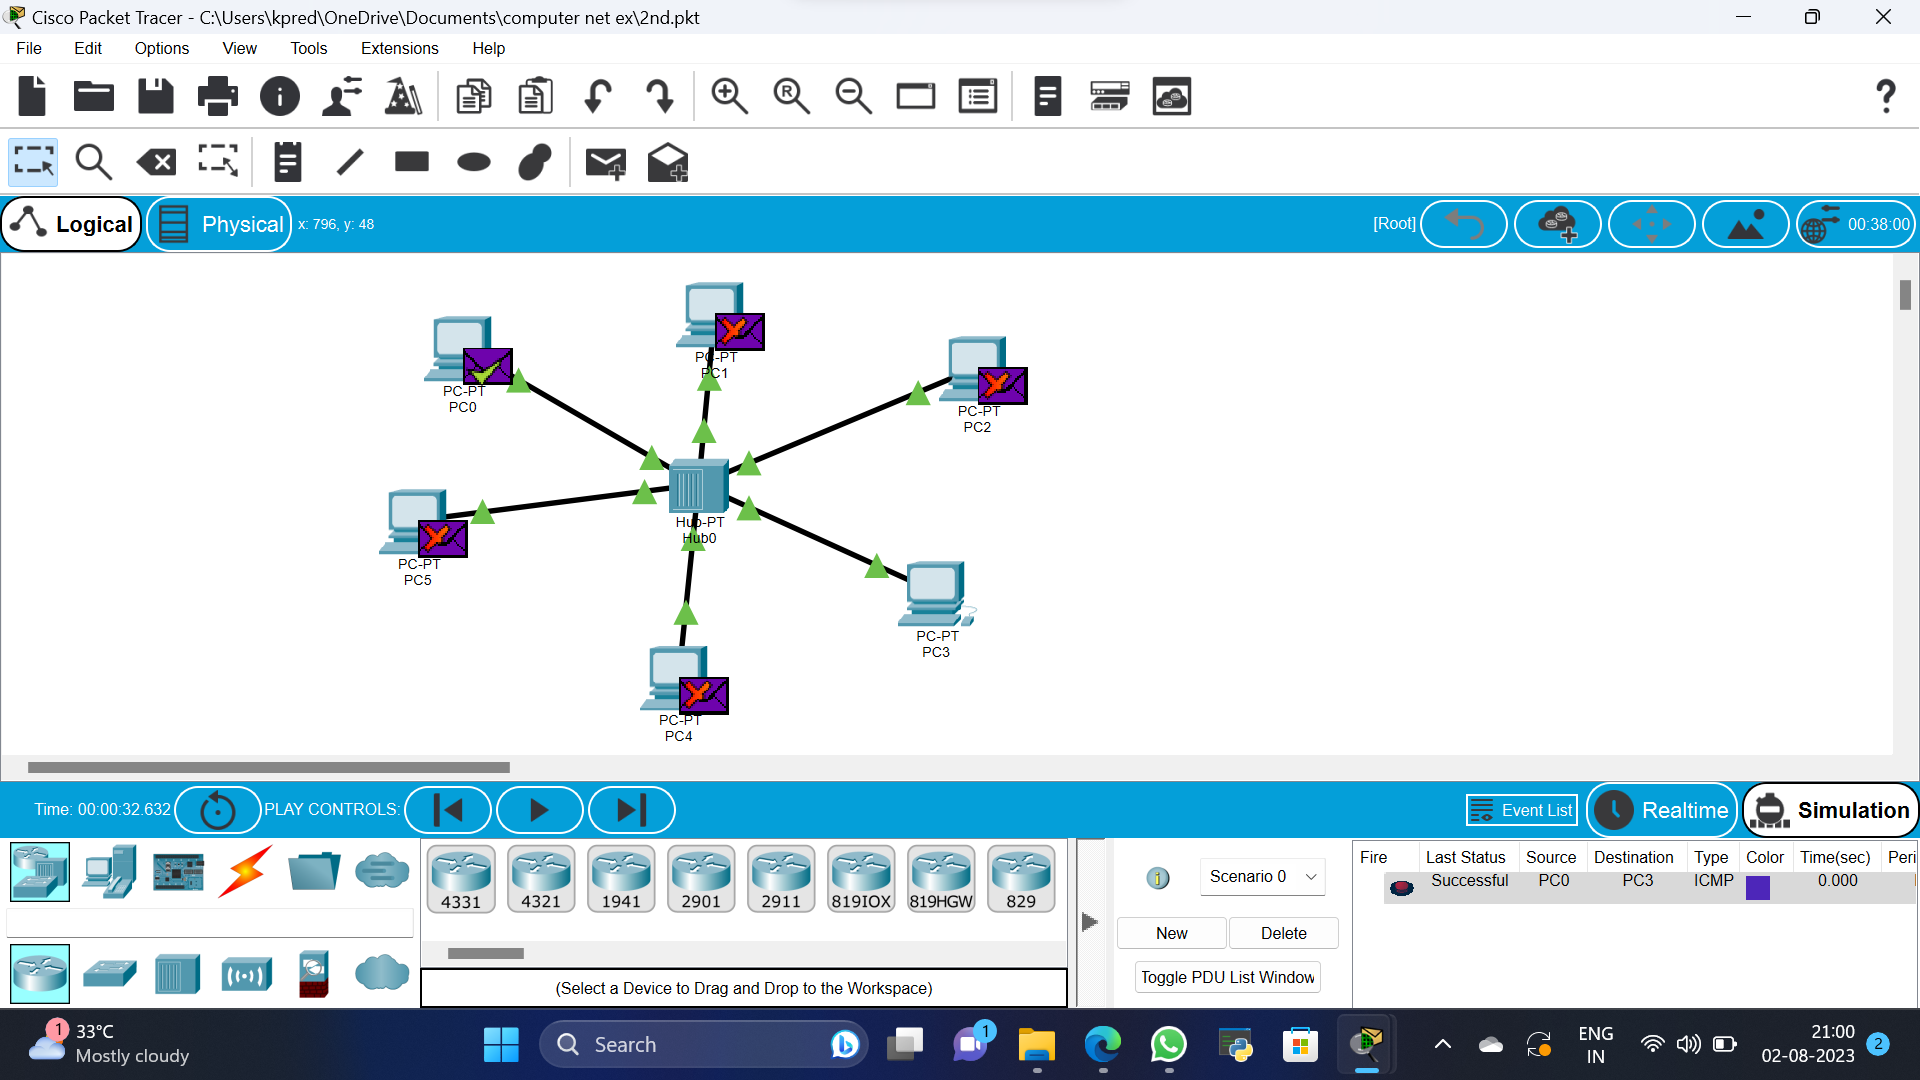 Cisco Packet Tracer - C:\Users\kpred\OneDrive\Documents\computer net ex\2nd.pkt
File Edit Options View Tools Extensions Help
R
?
Logical Physical x: 796, y: 48 [Root] 00:38:00
PC-PT
PC0
PC-PT
PC1
PC-PT
PC2
Hub-PT
Hub0
PC-PT
PC5
PC-PT
PC3
PC-PT
PC4
Time: 00:00:32.632 PLAY CONTROLS: Event List Realtime Simulation
4331 4321 1941 2901 2911 819IOX 819HGW 829
(Select a Device to Drag and Drop to the Workspace)
Scenario 0
New Delete
Toggle PDU List Window
Fire Last Status Source Destination Type Color Time(sec) Peri
Successful PC0 PC3 ICMP 0.000
1
33°C
Mostly cloudy
Search
1
ENG
IN
21:00
02-08-2023
2